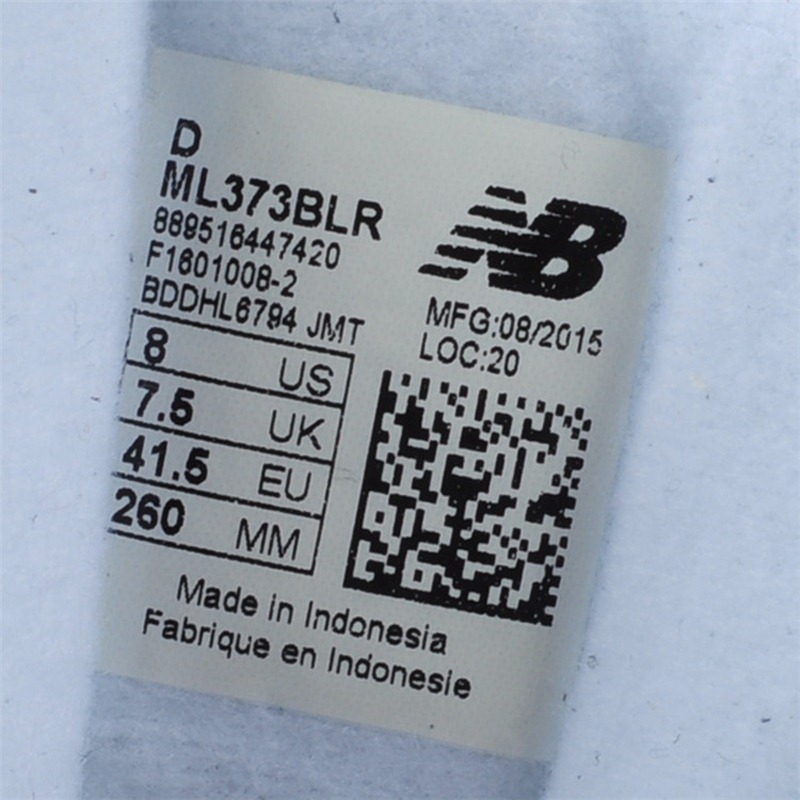 D
ML373BLR
889516447420
F1601008-2
BDDHL6794 JMT
NB
MFG:08/2015
LOC:20
8 US
7.5 UK
41.5 EU
260 MM
Made in Indonesia
Fabrique en Indonesie